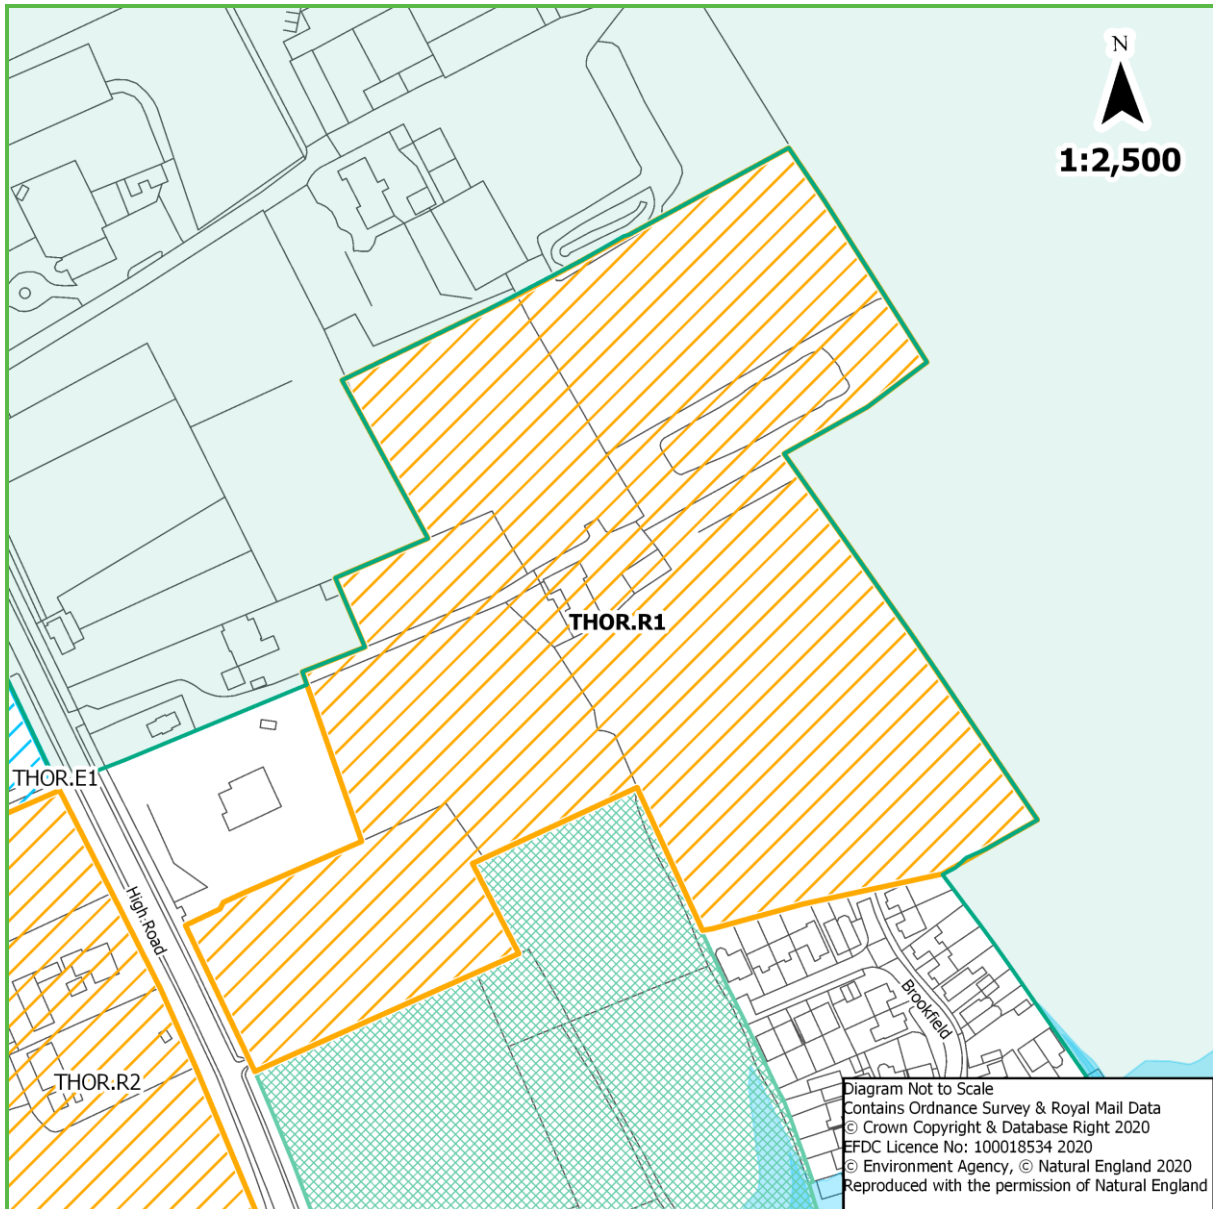 N
1:2,500
THOR.R1
THOR.E1
High Road
Brookfield
THOR.R2
Diagram Not to Scale
Contains Ordnance Survey & Royal Mail Data
© Crown Copyright & Database Right 2020
EFDC Licence No: 100018534 2020
© Environment Agency, © Natural England 2020
Reproduced with the permission of Natural England